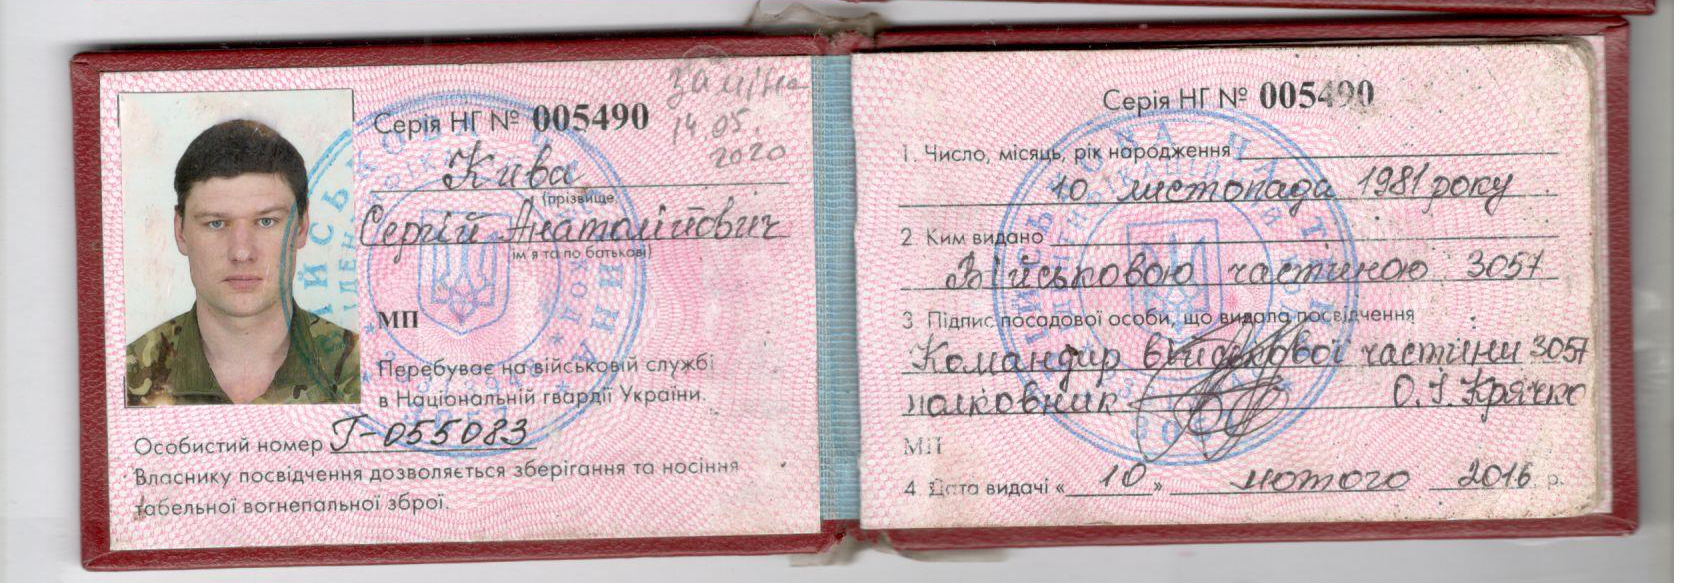 Серія НГ № 005490
заміна
14.05.
2020
Кива
(прізвище,
Сергій Анатолійович
ім'я та по батькові)
МП
Перебуває на військовій службі
в Національній гвардії України.
Особистий номер Г-055083
Власнику посвідчення дозволяється зберігання та носіння
табельної вогнепальної зброї.
Серія НГ № 005490
1. Число, місяць, рік народження
10 листопада 1981 року
2 Ким видано
Військовою частиною 3057
3 Підпис посадової особи, що видала посвідчення
Командир військової частини 3057
полковник О.І. Крячко
МП
4 Дата видачі « 10 » лютого 2016 р.